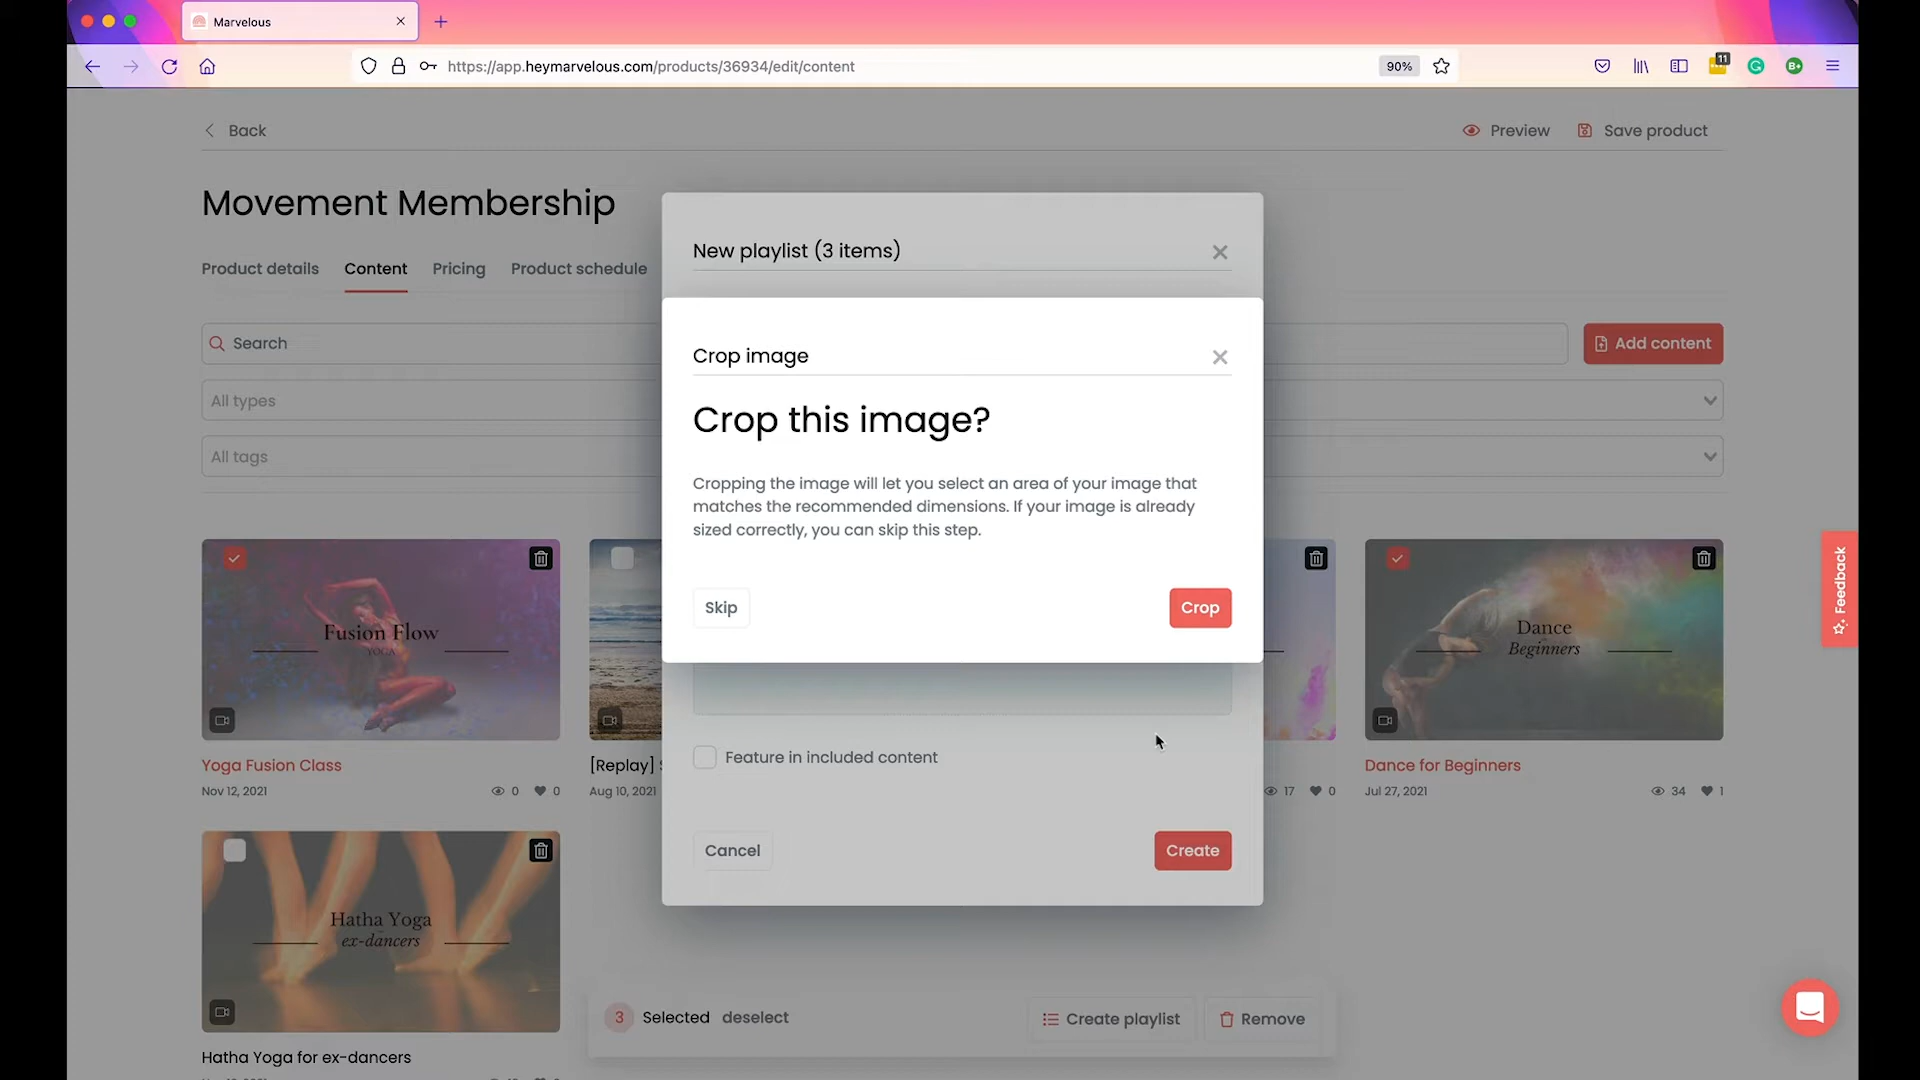 Marvelous
https://app.heymarvelous.com/products/36934/edit/content
90%
11
B+
Back
Preview
Save product
Movement Membership
Product details
Content
Pricing
Product schedule
Search
Add content
All types
All tags
New playlist (3 items)
Crop image
Crop this image?
Cropping the image will let you select an area of your image that
matches the recommended dimensions. If your image is already
sized correctly, you can skip this step.
Skip
Crop
Feature in included content
Cancel
Create
Fusion Flow
YOGA
Yoga Fusion Class
Nov 12, 2021
0
0
[Replay]
Aug 10, 2021
17
0
Dance
Beginners
Dance for Beginners
Jul 27, 2021
34
1
Feedback
Hatha Yoga
ex-dancers
Hatha Yoga for ex-dancers
3 Selected deselect
Create playlist
Remove